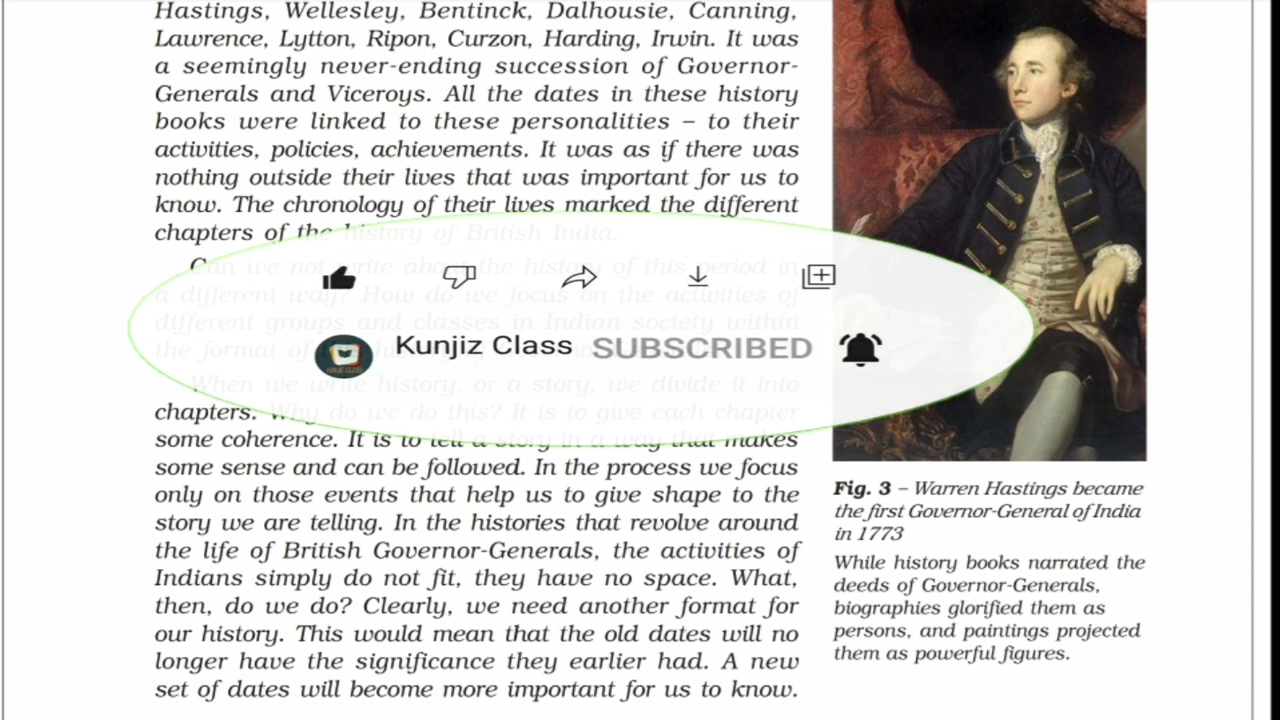 Hastings, Wellesley, Bentinck, Dalhousie, Canning,
Lawrence, Lytton, Ripon, Curzon, Harding, Irwin. It was
a seemingly never-ending succession of Governor-
Generals and Viceroys. All the dates in these history
books were linked to these personalities – to their
activities, policies, achievements. It was as if there was
nothing outside their lives that was important for us to
know. The chronology of their lives marked the different
chapters of the history of British India.
Can we not write about the history of this period in
a different way? How do we focus on the activities of
different groups and classes in Indian society within
the format of
Kunjiz Class SUBSCRIBED
When we write history, or a story, we divide it into
chapters. Why do we do this? It is to give each chapter
some coherence. It is to tell a story in a way that makes
some sense and can be followed. In the process we focus
only on those events that help us to give shape to the
story we are telling. In the histories that revolve around
the life of British Governor-Generals, the activities of
Indians simply do not fit, they have no space. What,
then, do we do? Clearly, we need another format for
our history. This would mean that the old dates will no
longer have the significance they earlier had. A new
set of dates will become more important for us to know.
Fig. 3 – Warren Hastings became
the first Governor-General of India
in 1773
While history books narrated the
deeds of Governor-Generals,
biographies glorified them as
persons, and paintings projected
them as powerful figures.